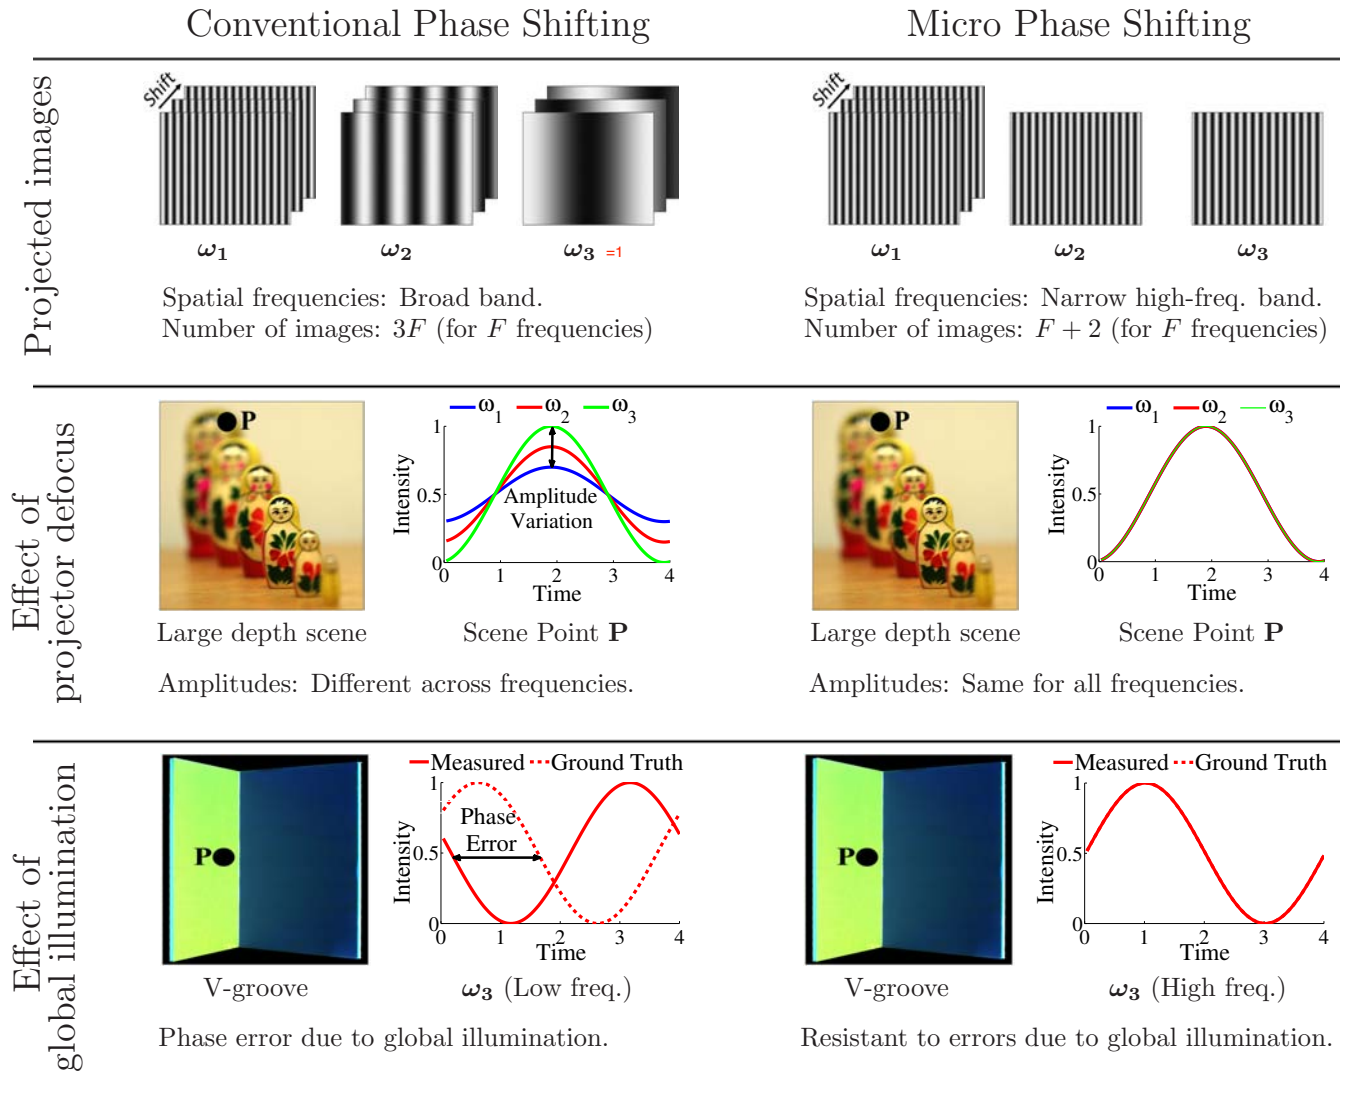 Conventional Phase Shifting
Micro Phase Shifting
Projected images
Shift
ω1
ω2
ω3 =1
Spatial frequencies: Broad band.
Number of images: 3F (for F frequencies)
Shift
ω1
ω2
ω3
Spatial frequencies: Narrow high-freq. band.
Number of images: F + 2 (for F frequencies)
Effect of
projector defocus
P
Large depth scene
ω1 ω2 ω3
Intensity
1
0.5
0
Amplitude
Variation
0 1 2 3 4
Time
Scene Point P
Amplitudes: Different across frequencies.
P
Large depth scene
ω1 ω2 ω3
Intensity
1
0.5
0
0 1 2 3 4
Time
Scene Point P
Amplitudes: Same for all frequencies.
Effect of
global illumination
P
V-groove
Measured Ground Truth
Intensity
1
0.5
0
Phase
Error
0 1 2 3 4
Time
ω3 (Low freq.)
Phase error due to global illumination.
P
V-groove
Measured Ground Truth
Intensity
1
0.5
0
0 1 2 3 4
Time
ω3 (High freq.)
Resistant to errors due to global illumination.